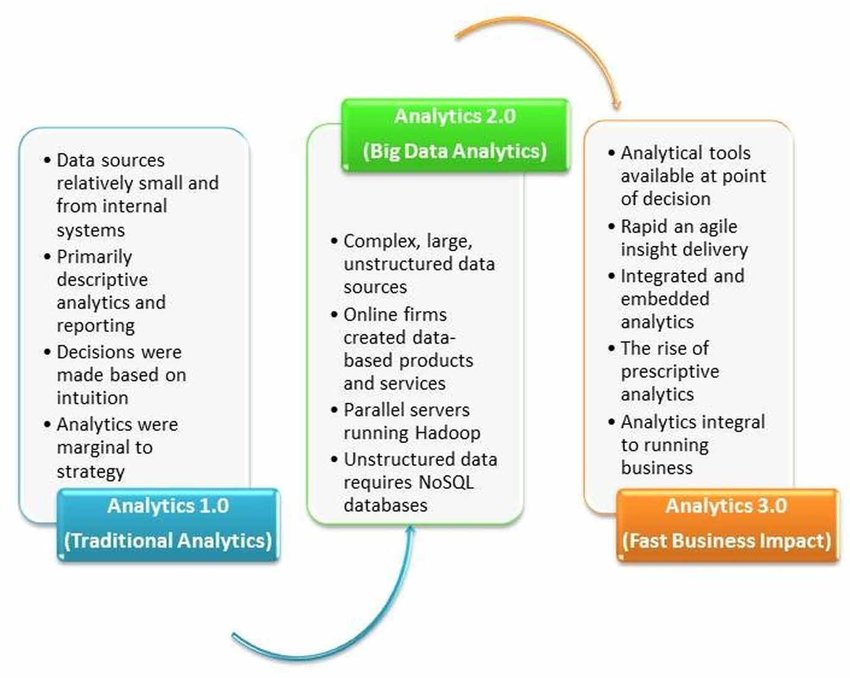 • Data sources
relatively small and
from internal
systems
• Primarily
descriptive
analytics and
reporting
• Decisions were
made based on
intuition
• Analytics were
marginal to
strategy
Analytics 1.0
(Traditional Analytics)
Analytics 2.0
(Big Data Analytics)
• Complex, large,
unstructured data
sources
• Online firms
created data-
based products
and services
• Parallel servers
running Hadoop
• Unstructured data
requires NoSQL
databases
• Analytical tools
available at point
of decision
• Rapid an agile
insight delivery
• Integrated and
embedded
analytics
• The rise of
prescriptive
analytics
• Analytics integral
to running
business
Analytics 3.0
(Fast Business Impact)